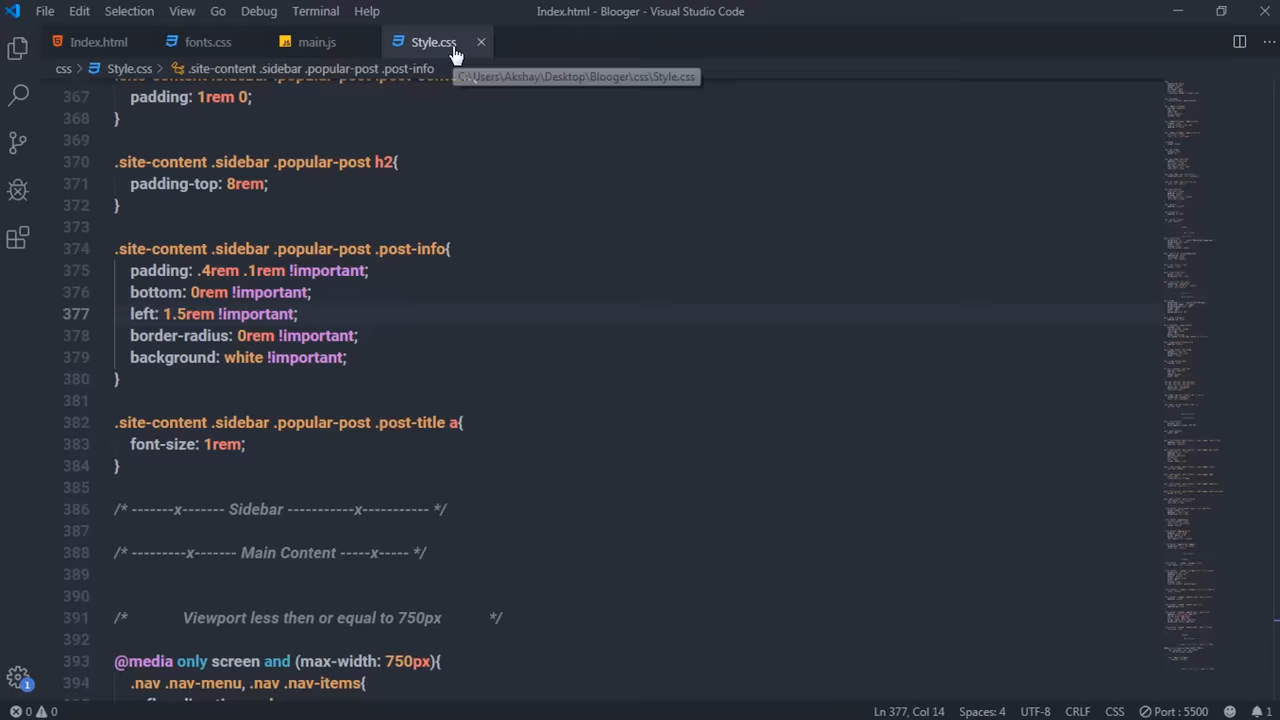 File Edit Selection View Go Debug Terminal Help Index.html - Blooger - Visual Studio Code
Index.html fonts.css main.js Style.css
css > Style.css > .site-content .sidebar .popular-post .post-info
C:\Users\Akshay\Desktop\Blooger\css\Style.css
367 padding: 1rem 0;
368 }
369
370 .site-content .sidebar .popular-post h2{
371 padding-top: 8rem;
372 }
373
374 .site-content .sidebar .popular-post .post-info{
375 padding: .4rem .1rem !important;
376 bottom: 0rem !important;
377 left: 1.5rem !important;
378 border-radius: 0rem !important;
379 background: white !important;
380 }
381
382 .site-content .sidebar .popular-post .post-title a{
383 font-size: 1rem;
384 }
385
386 /* -------x------- Sidebar -----------x----------- */
387
388 /* ---------x------- Main Content -----x----- */
389
390
391 /* Viewport less then or equal to 750px */
392
393 @media only screen and (max-width: 750px){
394 .nav .nav-menu, .nav .nav-items{
1
0 0 Ln 377, Col 14 Spaces: 4 UTF-8 CRLF CSS Port : 5500 1